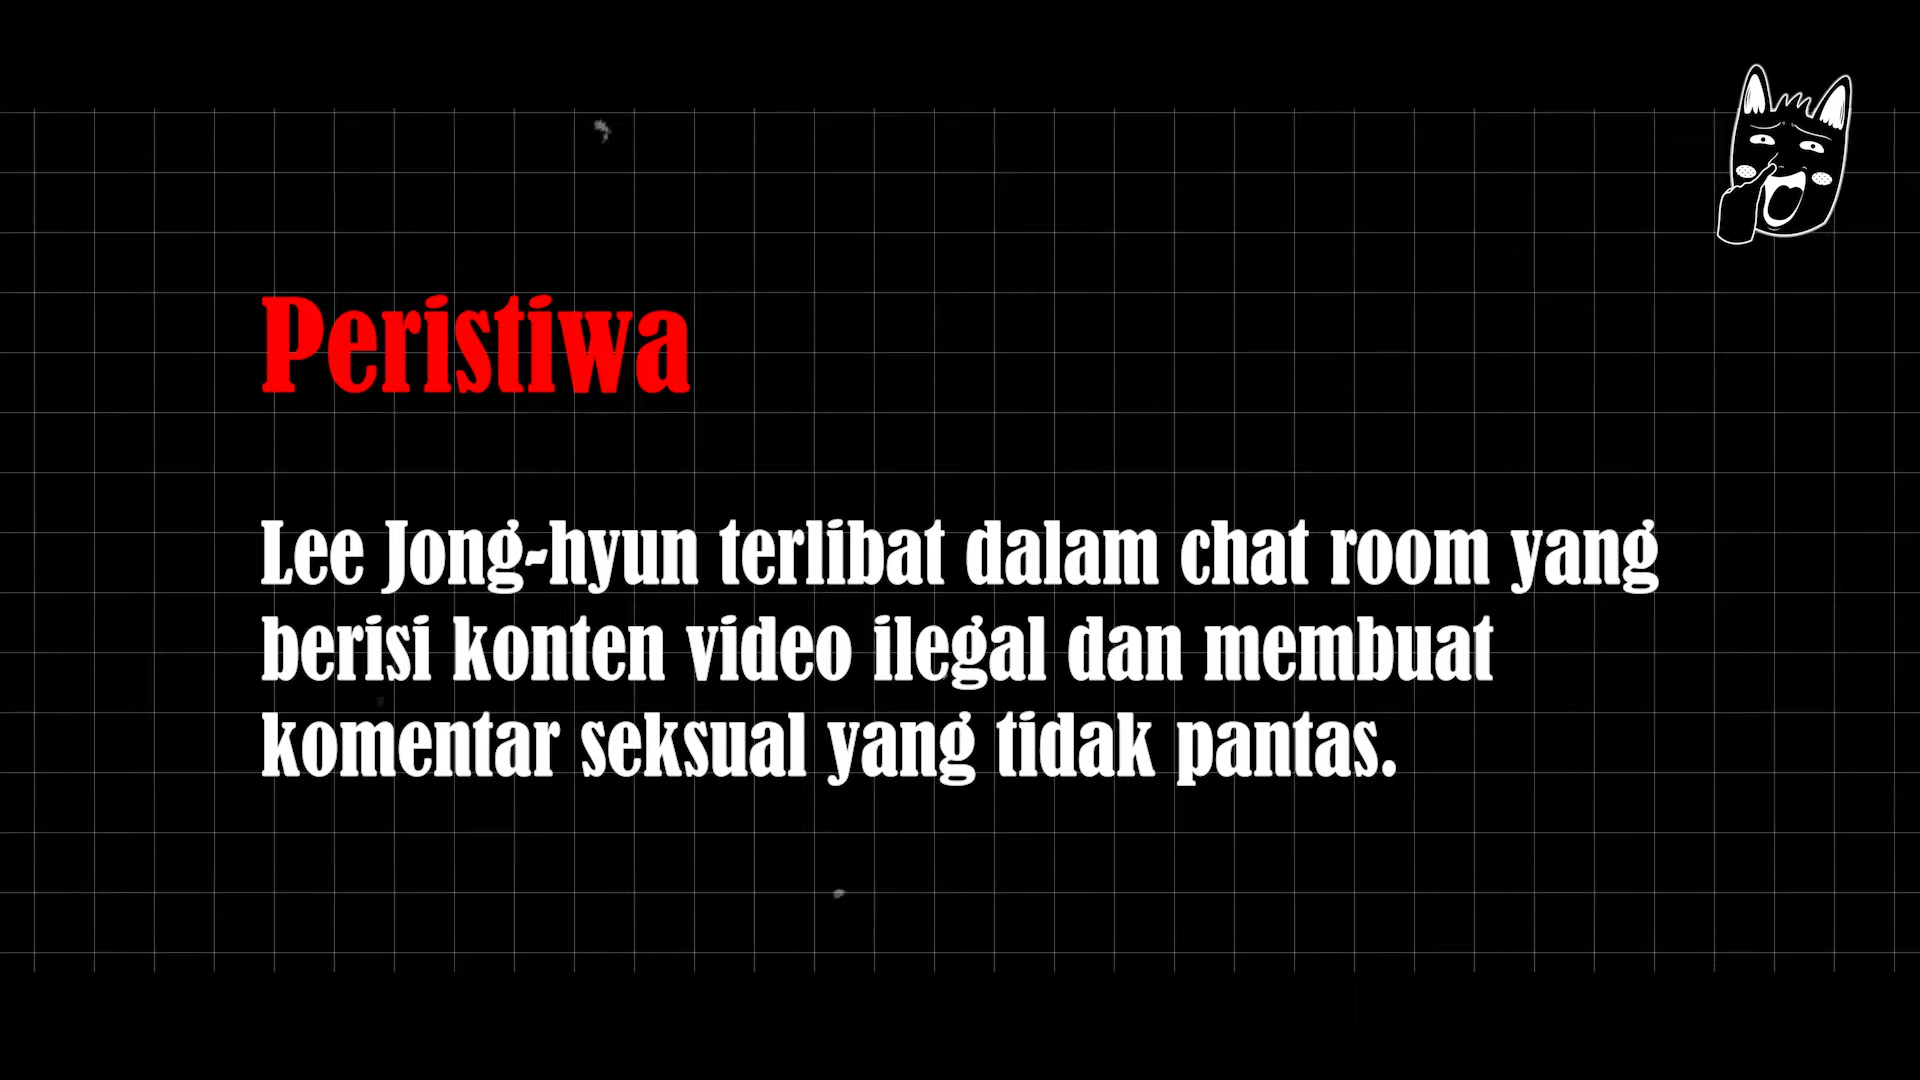 Peristiwa
Lee Jong-hyun terlibat dalam chat room yang
berisi konten video ilegal dan membuat
komentar seksual yang tidak pantas.